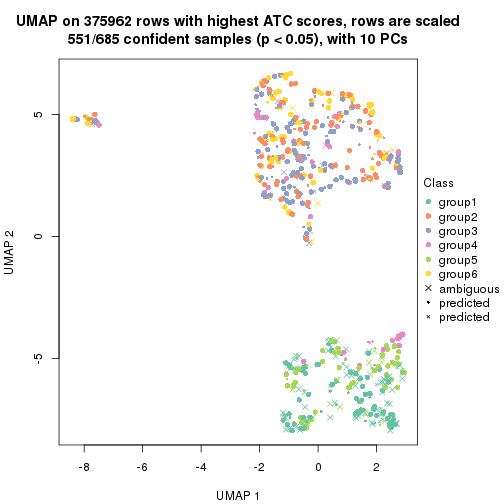 UMAP on 375962 rows with highest ATC scores, rows are scaled
551/685 confident samples (p < 0.05), with 10 PCs
5
0
-5
UMAP 2
-8
-6
-4
-2
0
2
UMAP 1
Class
group1
group2
group3
group4
group5
group6
ambiguous
predicted
predicted